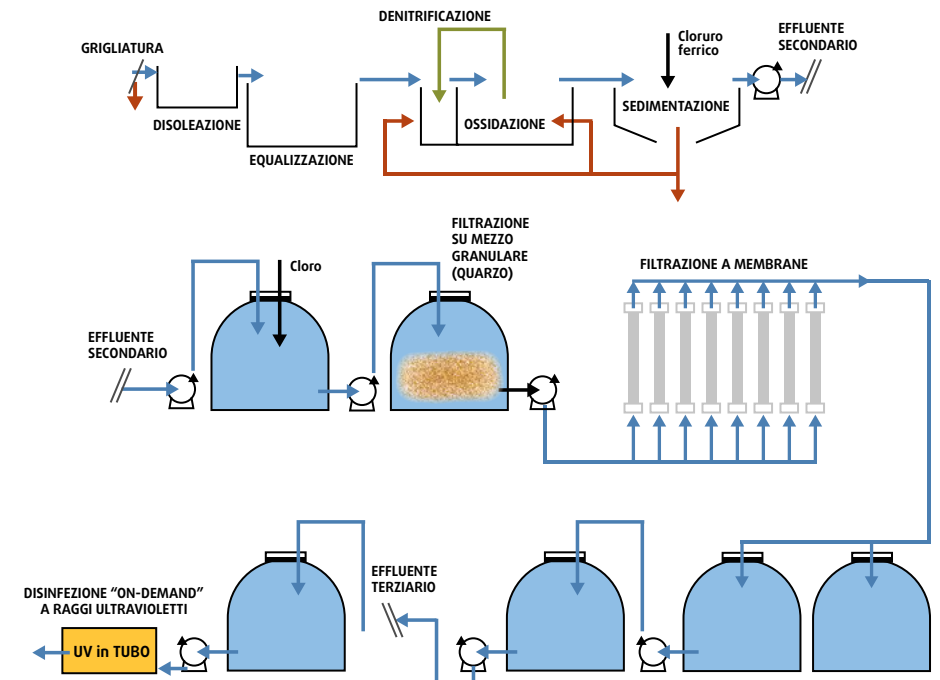 DENITRIFICAZIONE
GRIGLIATURA
Cloruro
ferrico
EFFLUENTE
SECONDARIO
DISOLEAZIONE
EQUALIZZAZIONE
OSSIDAZIONE
SEDIMENTAZIONE
FILTRAZIONE
SU MEZZO
GRANULARE
(QUARZO)
Cloro
FILTRAZIONE A MEMBRANE
EFFLUENTE
SECONDARIO
DISINFEZIONE “ON-DEMAND”
A RAGGI ULTRAVIOLETTI
UV in TUBO
EFFLUENTE
TERZIARIO